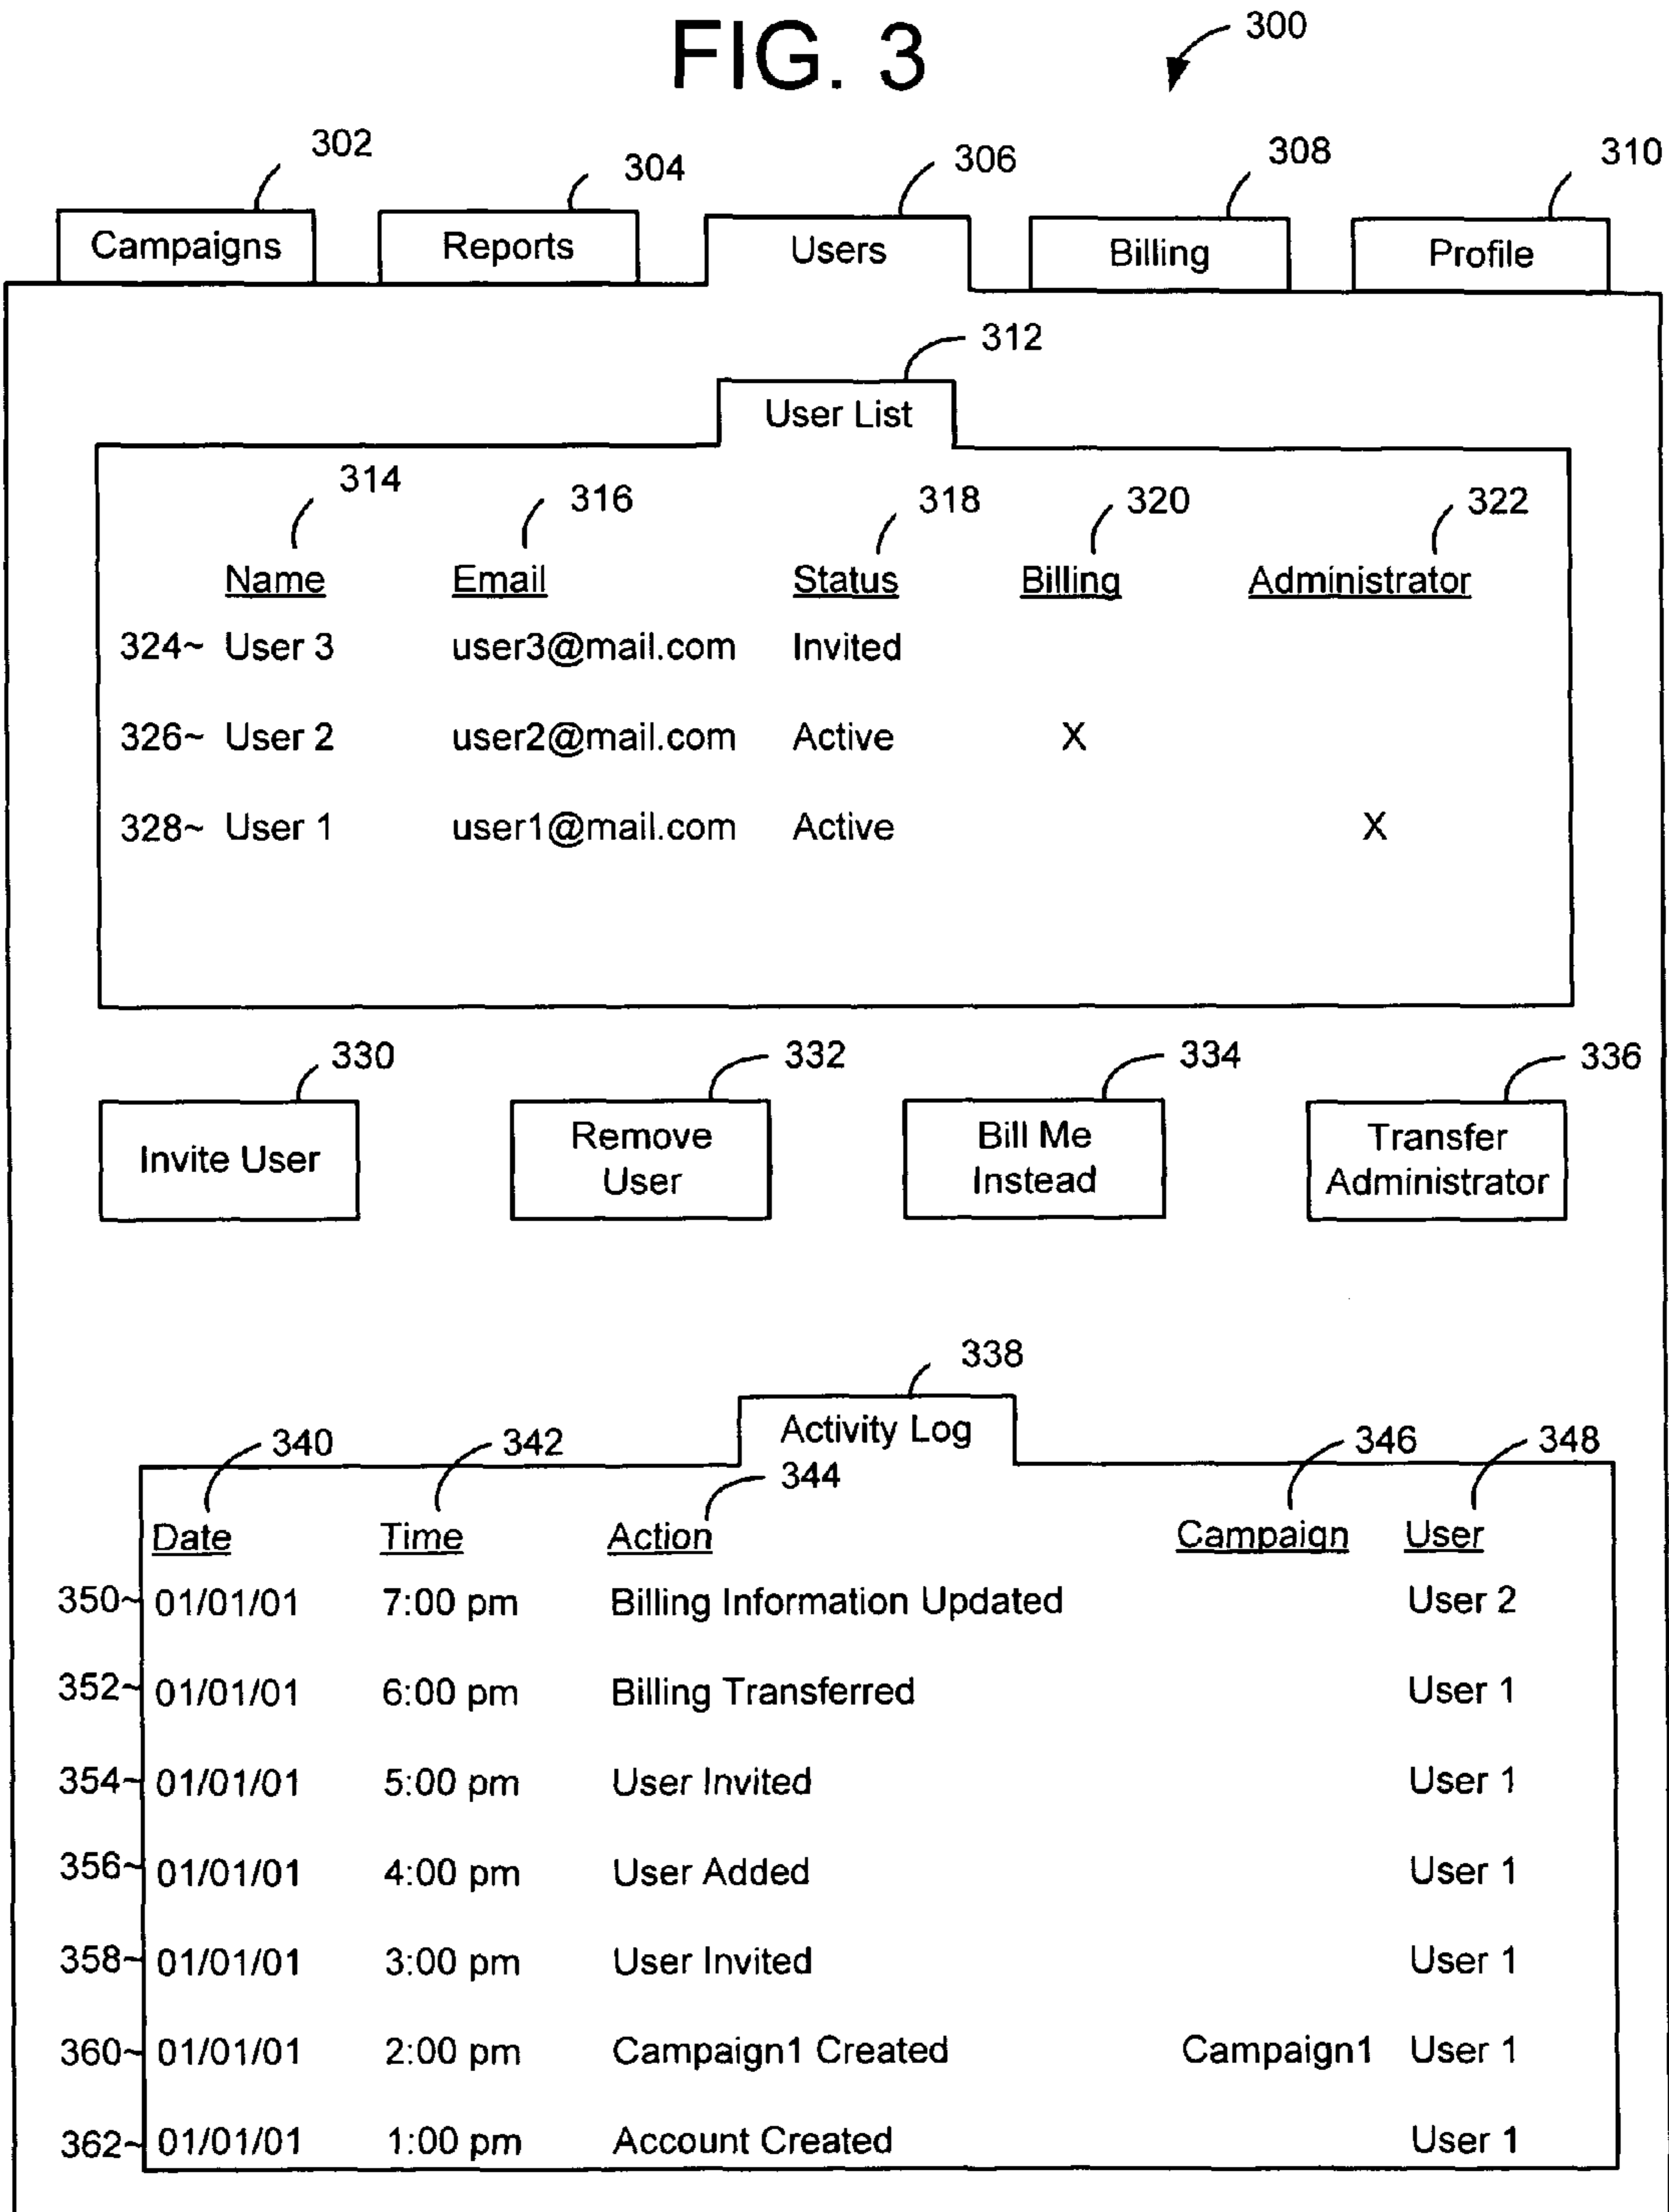 FIG. 3
300
302 304 306 308 310
Campaigns Reports Users Billing Profile
312
User List
314 316 318 320 322
Name Email Status Billing Administrator
324~ User 3 user3@mail.com Invited
326~ User 2 user2@mail.com Active X
328~ User 1 user1@mail.com Active X
330 332 334 336
Invite User
Remove
User
Bill Me
Instead
Transfer
Administrator
338
Activity Log
340 342 344 346 348
Date Time Action Campaign User
350~ 01/01/01 7:00 pm Billing Information Updated User 2
352~ 01/01/01 6:00 pm Billing Transferred User 1
354~ 01/01/01 5:00 pm User Invited User 1
356~ 01/01/01 4:00 pm User Added User 1
358~ 01/01/01 3:00 pm User Invited User 1
360~ 01/01/01 2:00 pm Campaign1 Created Campaign1 User 1
362~ 01/01/01 1:00 pm Account Created User 1